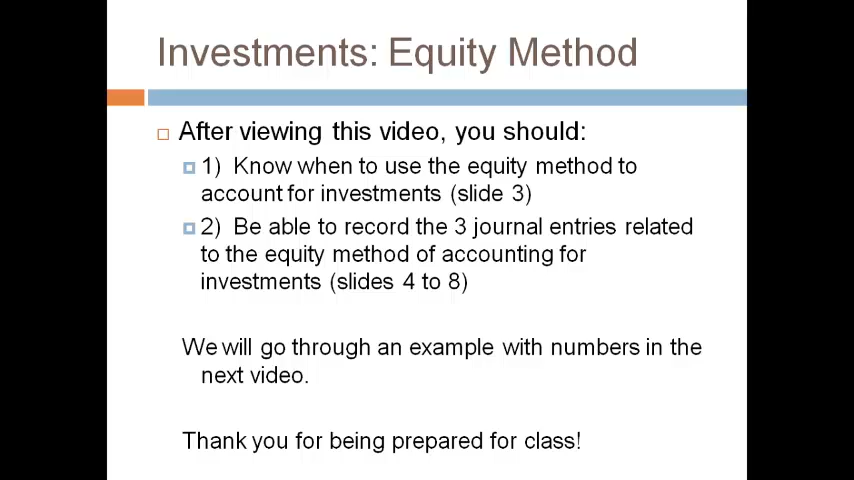 Investments: Equity Method
After viewing this video, you should:
1) Know when to use the equity method to
account for investments (slide 3)
2) Be able to record the 3 journal entries related
to the equity method of accounting for
investments (slides 4 to 8)
We will go through an example with numbers in the
next video.
Thank you for being prepared for class!